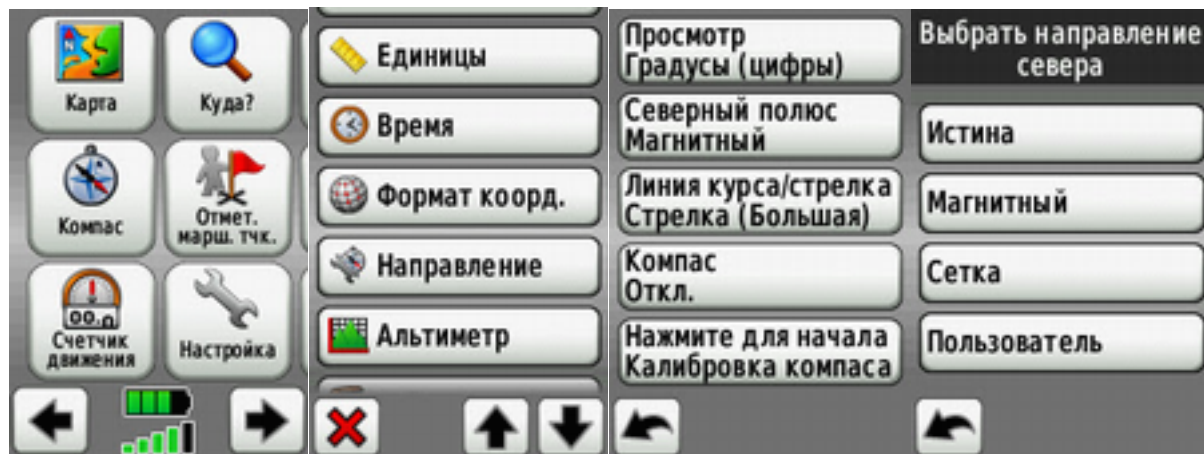 Карта
Куда?
Компас
Отмет.
марш. тчк.
00.0
Счетчик
движения
Настройка
Единицы
Время
Формат коорд.
Направление
Альтиметр
Просмотр
Градусы (цифры)
Северный полюс
Магнитный
Линия курса/стрелка
Стрелка (Большая)
Компас
Откл.
Нажмите для начала
Калибровка компаса
Выбрать направление
севера
Истина
Магнитный
Сетка
Пользователь